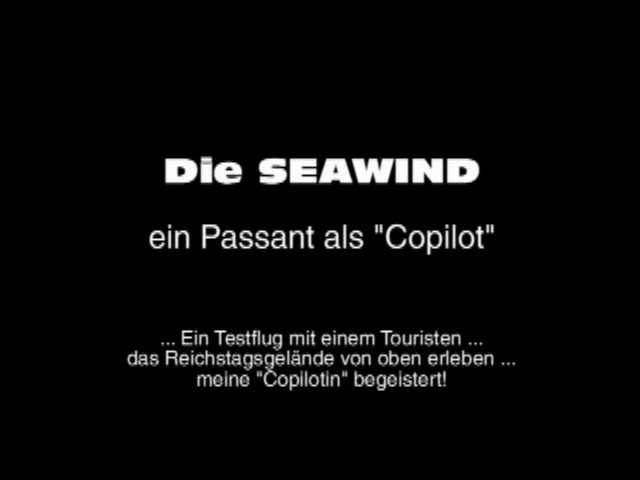 Die SEAWIND
ein Passant als "Copilot"
... Ein Testflug mit einem Touristen ...
das Reichstagsgelände von oben erleben ...
meine "Copilotin" begeistert!